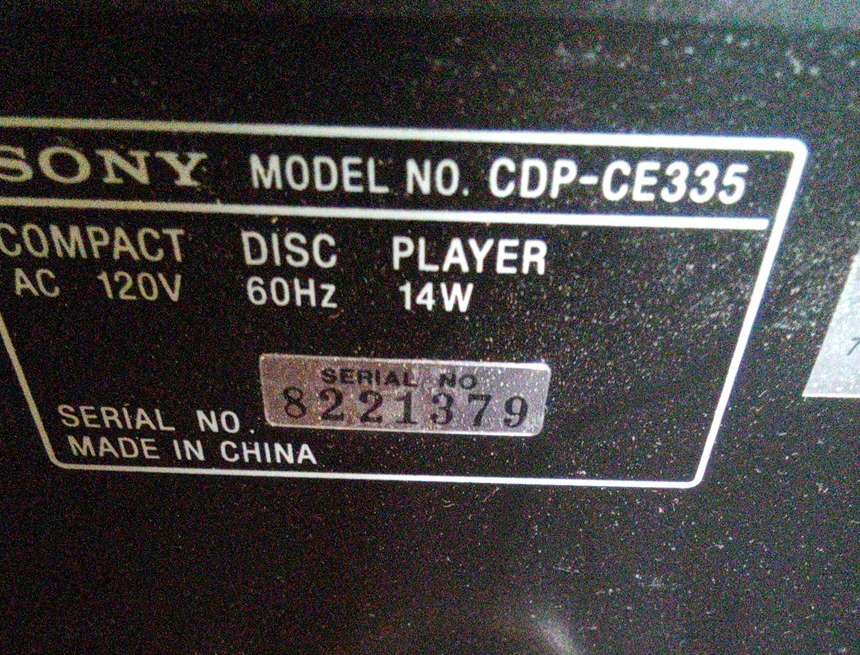 SONY MODEL NO. CDP-CE335
COMPACT DISC PLAYER
AC 120V 60Hz 14W
SERIAL NO
SERIAL NO. 8221379
MADE IN CHINA